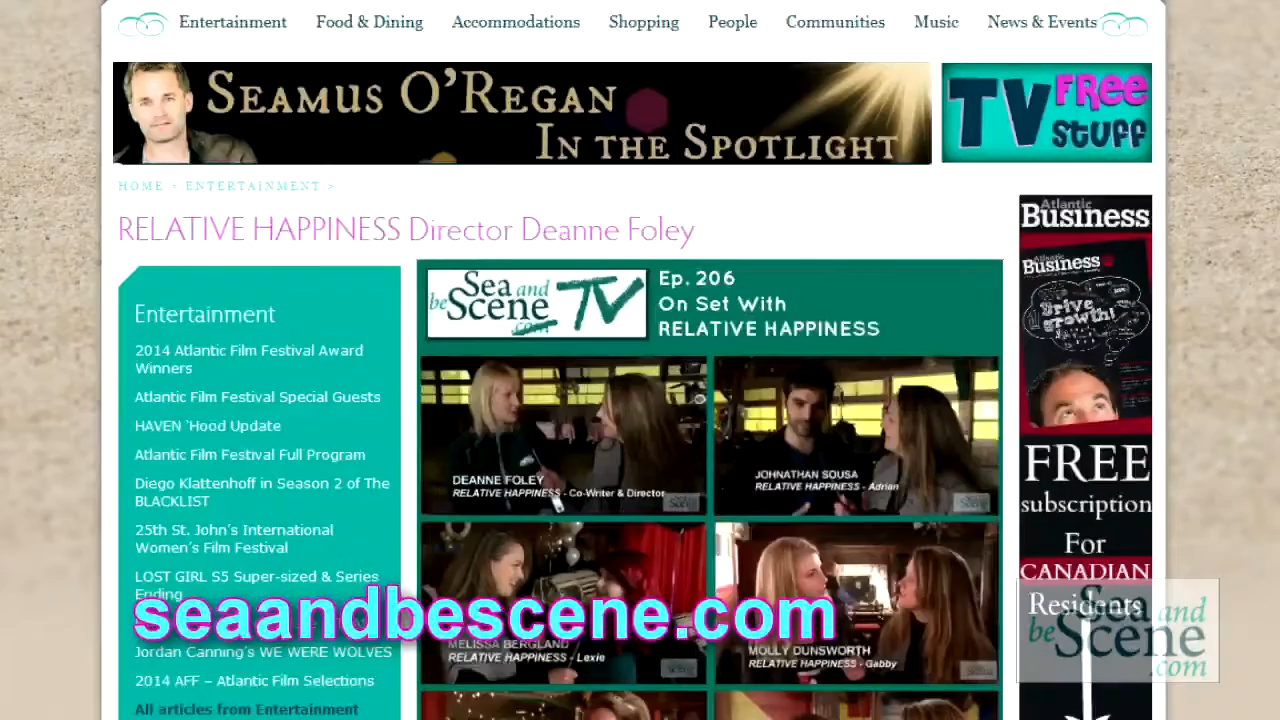 Entertainment Food & Dining Accommodations Shopping People Communities Music News & Events
SEAMUS O'REGAN
IN THE SPOTLIGHT
TV FREE STUFF
HOME > ENTERTAINMENT >
RELATIVE HAPPINESS Director Deanne Foley
Entertainment
2014 Atlantic Film Festival Award
Winners
Atlantic Film Festival Special Guests
HAVEN 'Hood Update
Atlantic Film Festival Full Program
Diego Klattenhoff in Season 2 of The
BLACKLIST
25th St. John's International
Women's Film Festival
LOST GIRL S5 Super-sized & Series
Ending
Jordan Canning's WE WERE WOLVES
2014 AFF – Atlantic Film Selections
All articles from Entertainment
Sea and
be Scene
.com
TV
Ep. 206
On Set With
RELATIVE HAPPINESS
DEANNE FOLEY
RELATIVE HAPPINESS - Co-Writer & Director
JOHNATHAN SOUSA
RELATIVE HAPPINESS - Adrian
MELISSA BERGLAND
RELATIVE HAPPINESS - Lexie
MOLLY DUNSWORTH
RELATIVE HAPPINESS - Gabby
seaandbescene.com
Atlantic
Business
Atlantic
Business
Drive
growth!
FREE
subscription
For
CANADIAN
Residents
Sea and
be Scene
.com